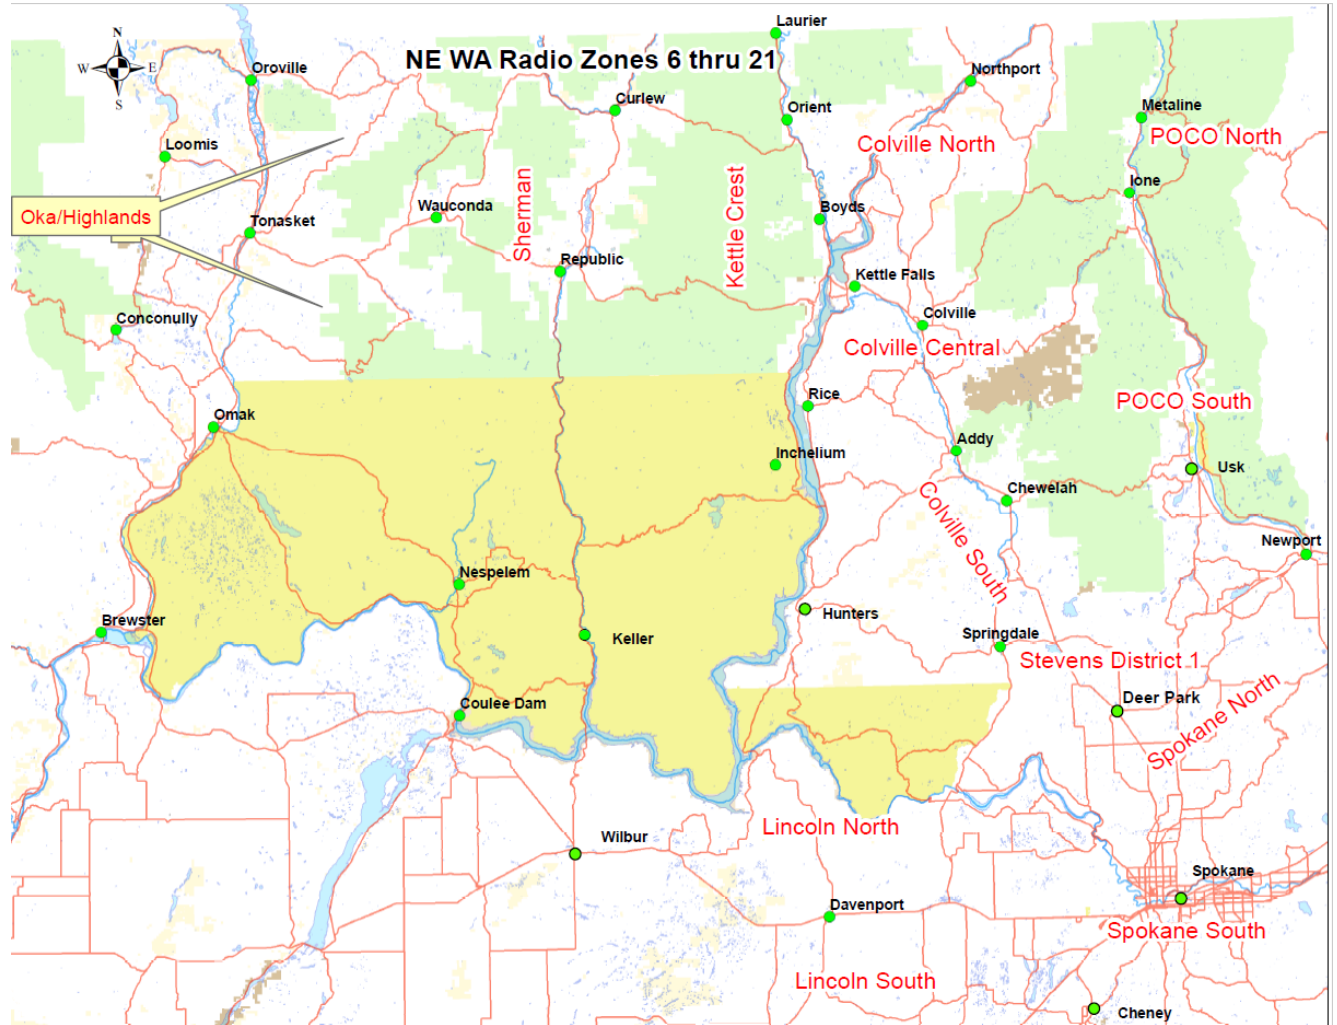 Laurier
N
NE WA Radio Zones 6 thru 21
W
E
S
Oroville
Northport
Curlew
Orient
Metaline
POCO North
Loomis
Colville North
Ione
Sherman
Kettle Crest
Wauconda
Boyds
Oka/Highlands
Tonasket
Republic
Kettle Falls
Conconully
Colville
Colville Central
Rice
POCO South
Omak
Addy
Inchelium
Usk
Chewelah
Colville South
Newport
Nespelem
Hunters
Brewster
Keller
Springdale
Stevens District 1
Deer Park
Spokane North
Coulee Dam
Lincoln North
Wilbur
Spokane
Davenport
Spokane South
Lincoln South
Cheney